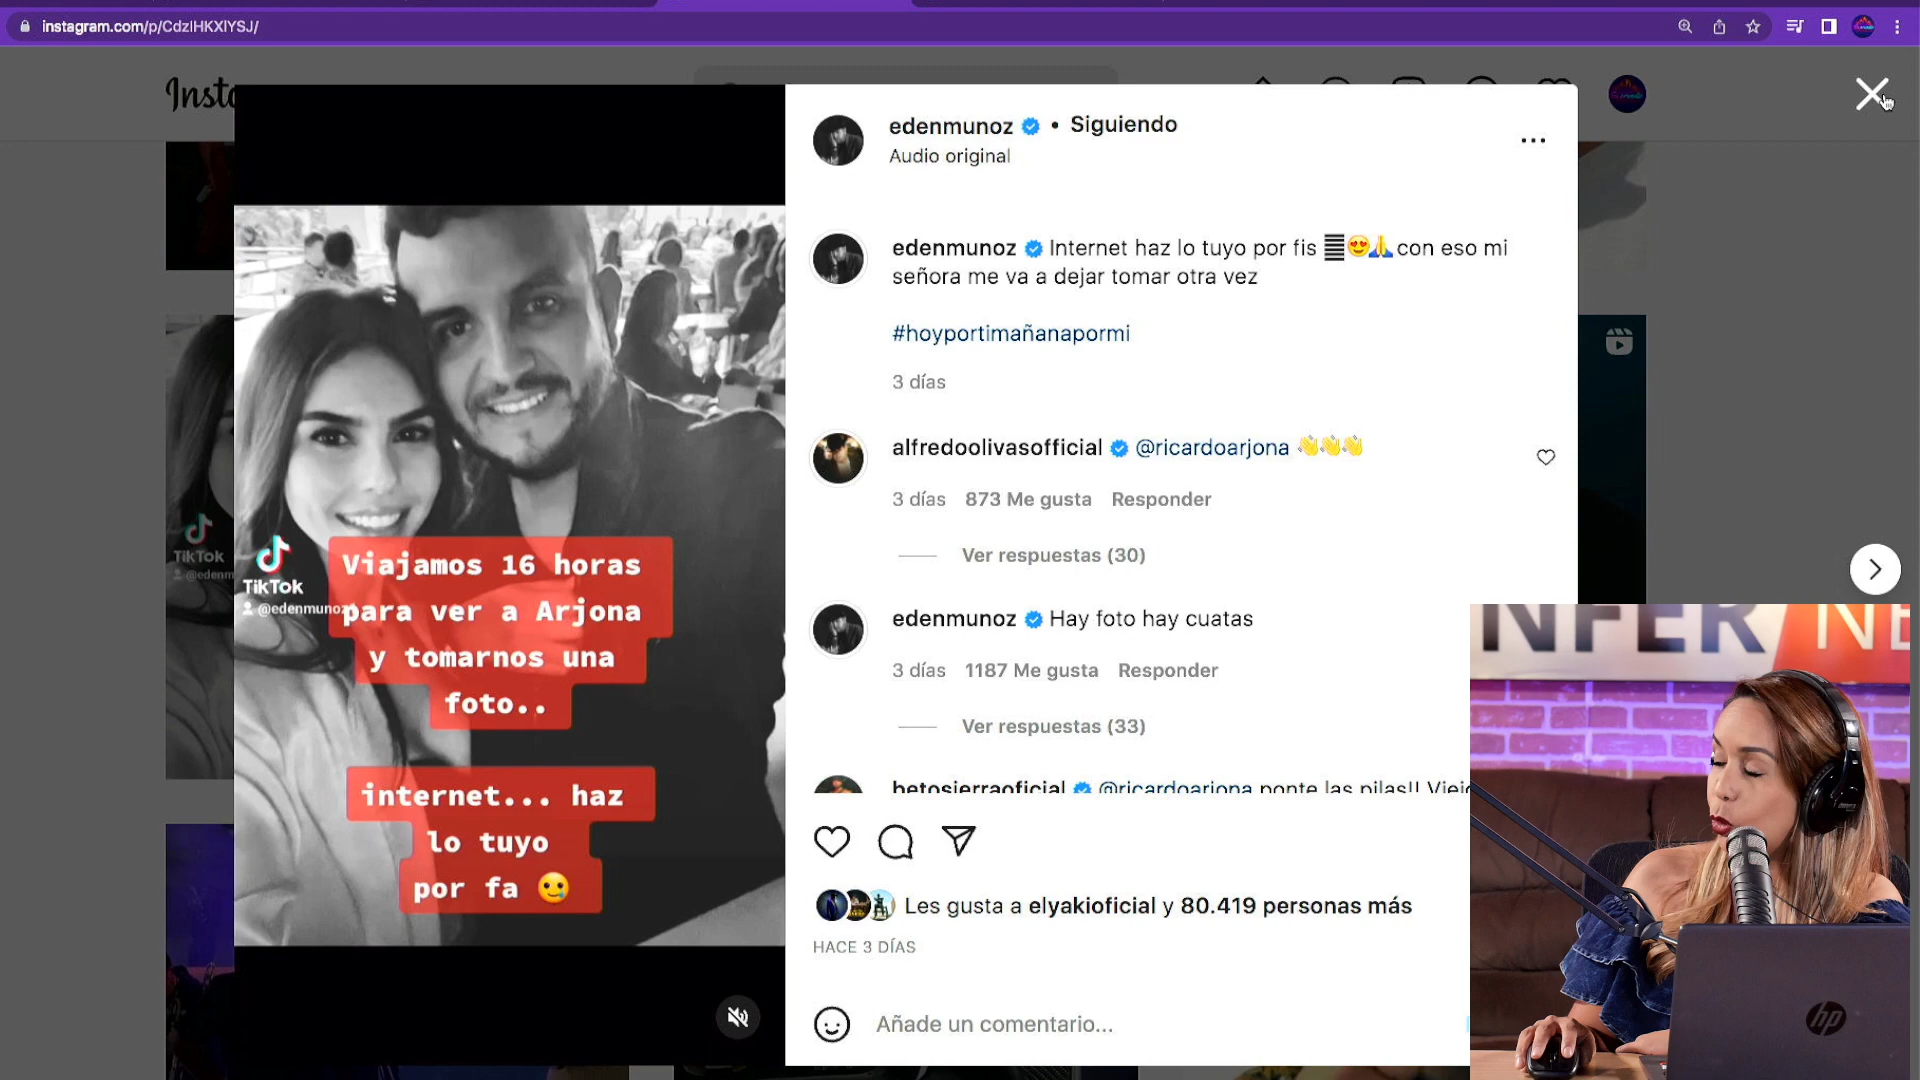 instagram.com/p/CdzIHKXIYSJ/
Insta
edenmunoz • Siguiendo
Audio original
edenmunoz Internet haz lo tuyo por fis 😍🙏 con eso mi
señora me va a dejar tomar otra vez
#hoyportimañanapormi
3 días
alfredoolivasofficial @ricardoarjona 👏👏👏
3 días 873 Me gusta Responder
Ver respuestas (30)
edenmunoz Hay foto hay cuatas
3 días 1187 Me gusta Responder
Ver respuestas (33)
betosierraoficial @ricardoarjona ponte las pilas!! Viejo
Les gusta a elyakioficial y 80.419 personas más
HACE 3 DÍAS
Añade un comentario...
TikTok
@edenm
TikTok
@edenmunoz
Viajamos 16 horas
para ver a Arjona
y tomarnos una
foto..
internet... haz
lo tuyo
por fa 🥲
NFER NE
hp